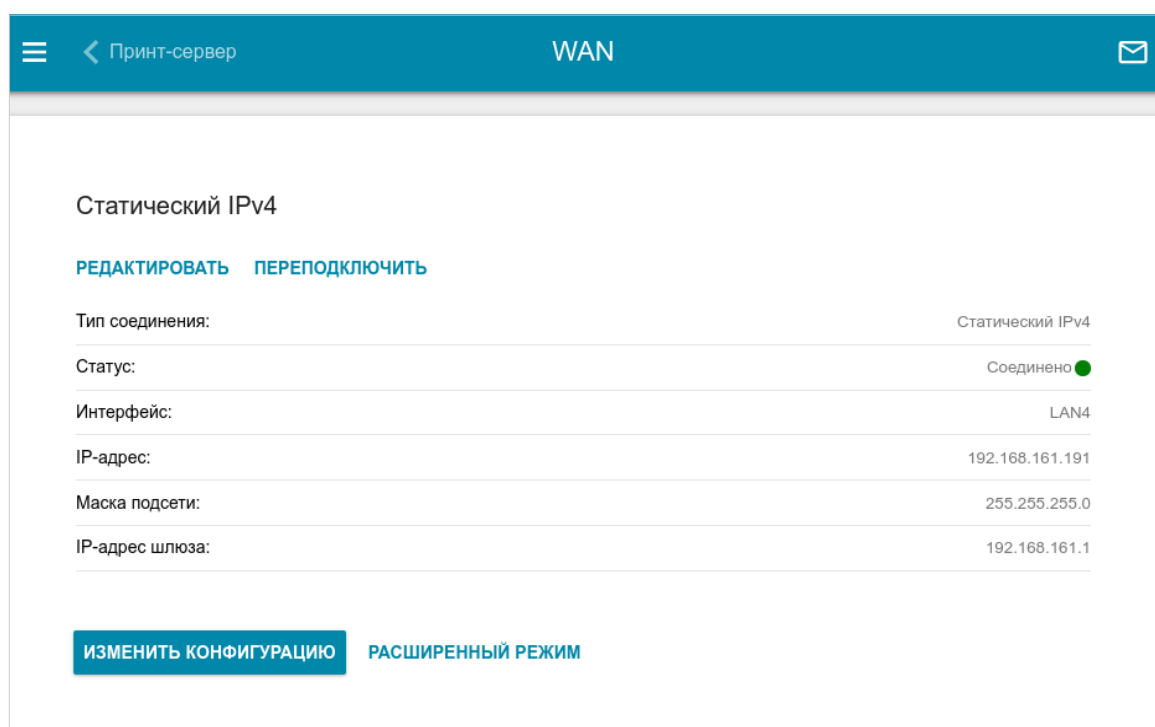 Принт-сервер WAN
Статический IPv4
РЕДАКТИРОВАТЬ ПЕРЕПОДКЛЮЧИТЬ
Тип соединения: Статический IPv4
Статус: Соединено
Интерфейс: LAN4
IP-адрес: 192.168.161.191
Маска подсети: 255.255.255.0
IP-адрес шлюза: 192.168.161.1
ИЗМЕНИТЬ КОНФИГУРАЦИЮ РАСШИРЕННЫЙ РЕЖИМ